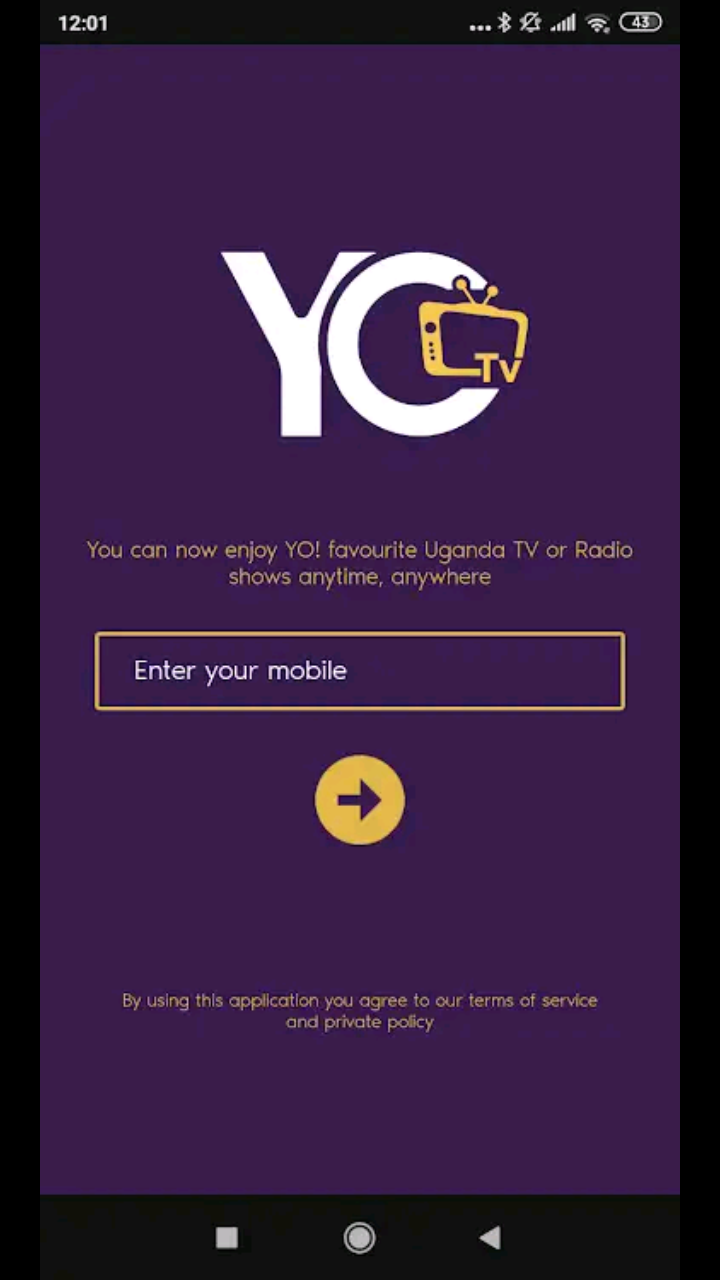 12:01
43
YO
TV
You can now enjoy YO! favourite Uganda TV or Radio
shows anytime, anywhere
Enter your mobile
By using this application you agree to our terms of service
and private policy